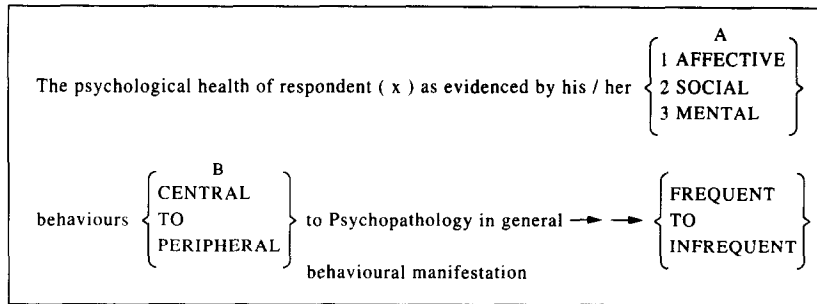 A
The psychological health of respondent ( x ) as evidenced by his / her
1 AFFECTIVE
2 SOCIAL
3 MENTAL
B
behaviours
CENTRAL
TO
PERIPHERAL
to Psychopathology in general
FREQUENT
TO
INFREQUENT
behavioural manifestation